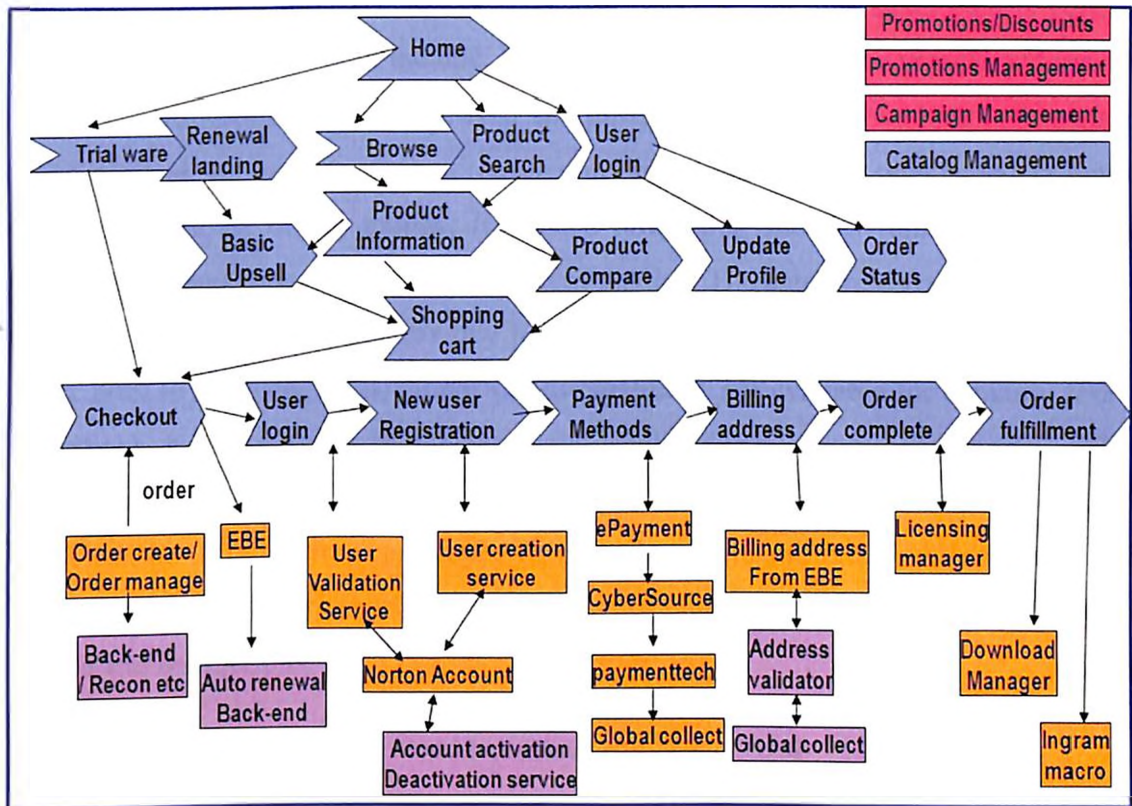 Home
Promotions/Discounts
Promotions Management
Campaign Management
Catalog Management
Trial ware
Renewal
landing
Browse
Product
Search
User
login
Basic
Upsell
Product
Information
Product
Compare
Update
Profile
Order
Status
Shopping
cart
Checkout
User
login
New user
Registration
Payment
Methods
Billing
address
Order
complete
Order
fulfillment
order
Order create/
Order manage
EBE
User
Validation
Service
User creation
service
ePayment
Billing address
From EBE
Licensing
manager
CyberSource
Back-end
/ Recon etc
Auto renewal
Back-end
Norton Account
paymenttech
Address
validator
Download
Manager
Account activation
Deactivation service
Global collect
Global collect
Ingram
macro